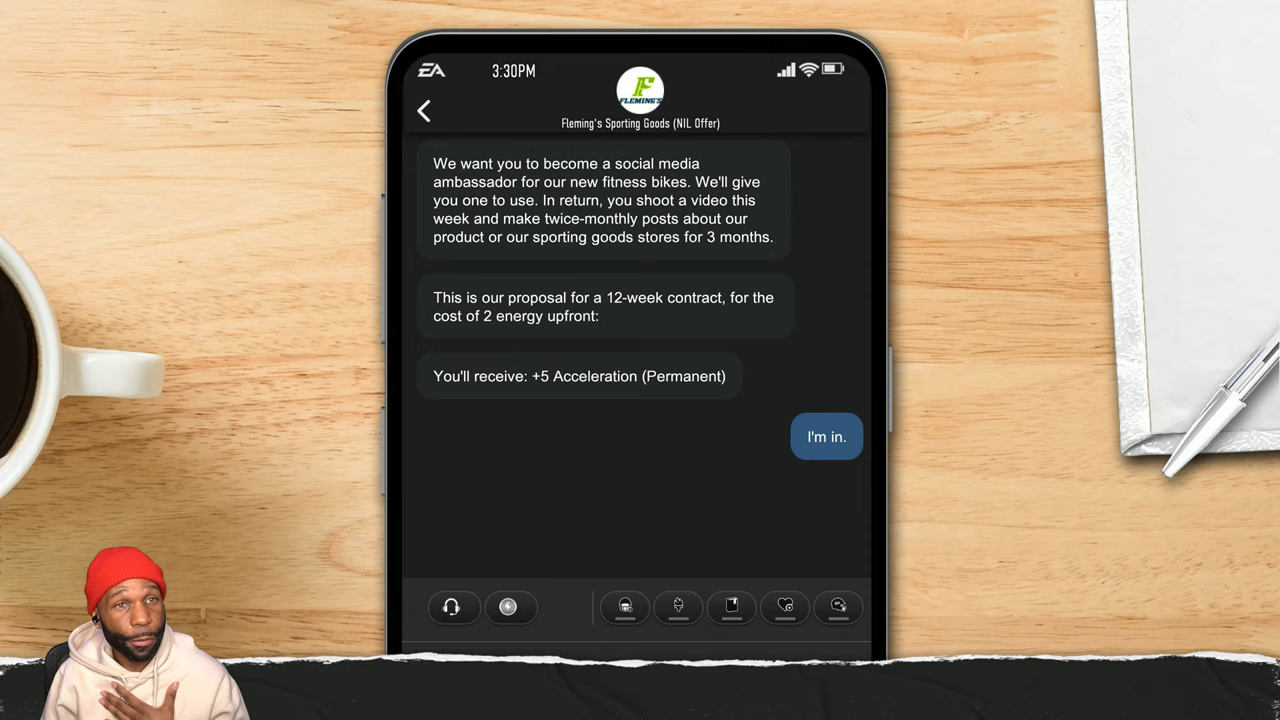 EA
3:30PM
F
FLEMING'S
Fleming's Sporting Goods (NIL Offer)
We want you to become a social media
ambassador for our new fitness bikes. We'll give
you one to use. In return, you shoot a video this
week and make twice-monthly posts about our
product or our sporting goods stores for 3 months.
This is our proposal for a 12-week contract, for the
cost of 2 energy upfront:
You'll receive: +5 Acceleration (Permanent)
I'm in.